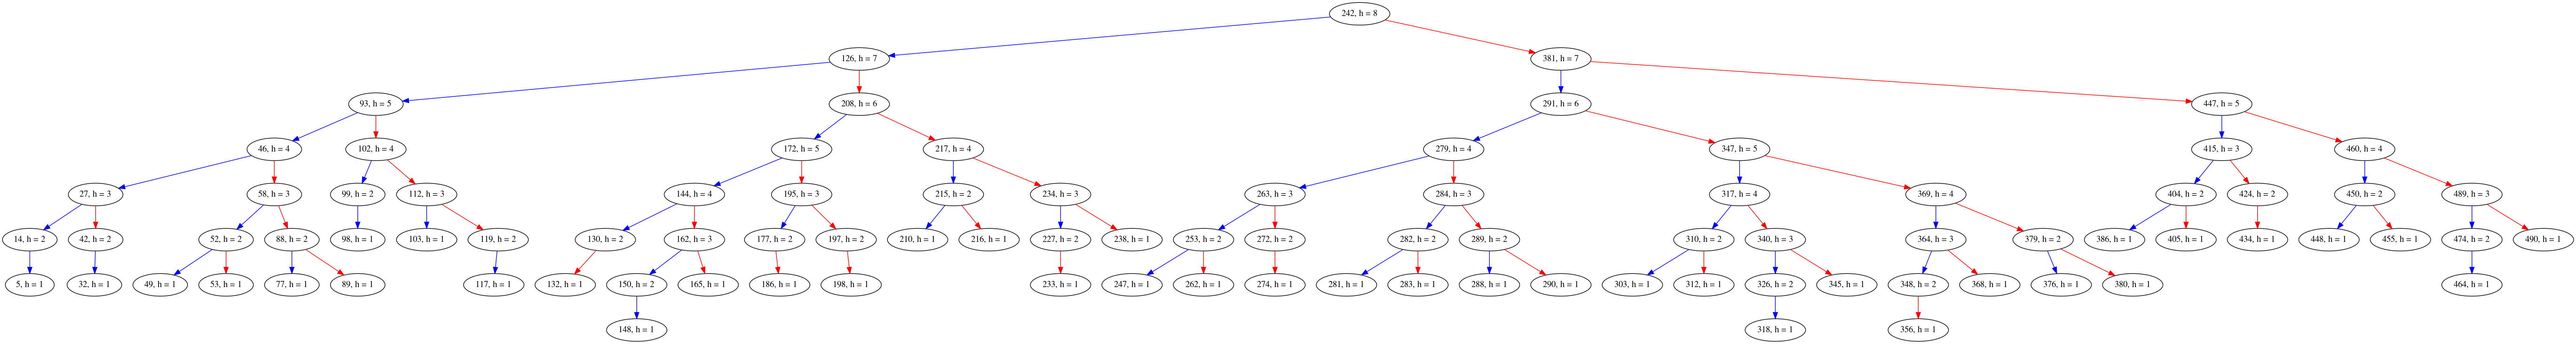 242, h = 8
126, h = 7
381, h = 7
93, h = 5
208, h = 6
291, h = 6
447, h = 5
46, h = 4
102, h = 4
172, h = 5
217, h = 4
279, h = 4
347, h = 5
415, h = 3
460, h = 4
27, h = 3
58, h = 3
99, h = 2
112, h = 3
144, h = 4
195, h = 3
215, h = 2
234, h = 3
263, h = 3
284, h = 3
317, h = 4
369, h = 4
404, h = 2
424, h = 2
450, h = 2
489, h = 3
14, h = 2
42, h = 2
52, h = 2
88, h = 2
98, h = 1
103, h = 1
119, h = 2
130, h = 2
162, h = 3
177, h = 2
197, h = 2
210, h = 1
216, h = 1
227, h = 2
238, h = 1
253, h = 2
272, h = 2
282, h = 2
289, h = 2
310, h = 2
340, h = 3
364, h = 3
379, h = 2
386, h = 1
405, h = 1
434, h = 1
448, h = 1
455, h = 1
474, h = 2
490, h = 1
5, h = 1
32, h = 1
49, h = 1
53, h = 1
77, h = 1
89, h = 1
117, h = 1
132, h = 1
150, h = 2
165, h = 1
186, h = 1
198, h = 1
233, h = 1
247, h = 1
262, h = 1
274, h = 1
281, h = 1
283, h = 1
288, h = 1
290, h = 1
303, h = 1
312, h = 1
326, h = 2
345, h = 1
348, h = 2
368, h = 1
376, h = 1
380, h = 1
464, h = 1
148, h = 1
318, h = 1
356, h = 1